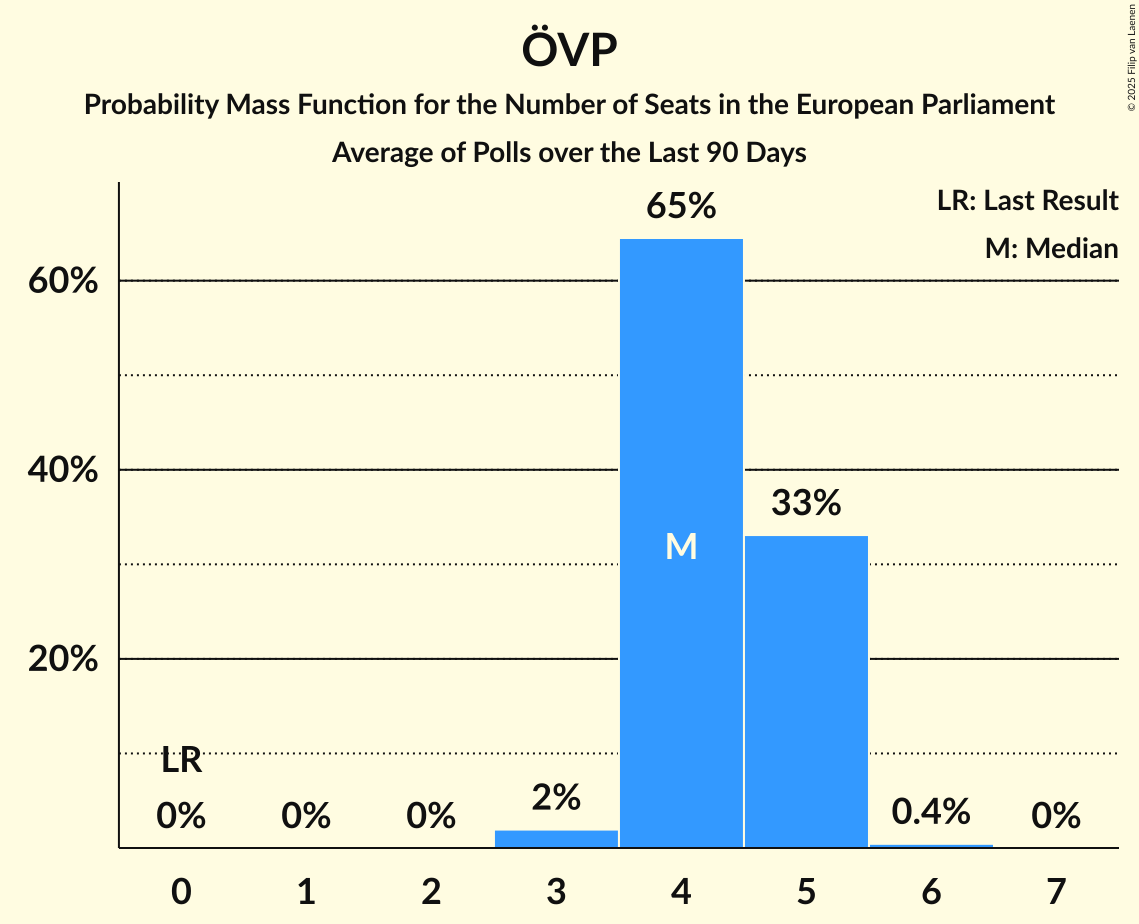 ÖVP
Probability Mass Function for the Number of Seats in the European Parliament
Average of Polls over the Last 90 Days
© 2025 Filip van Laenen
LR: Last Result
M: Median
65%
60%
40%
33%
M
20%
LR
0%
0%
0%
2%
0.4%
0%
0
1
2
3
4
5
6
7